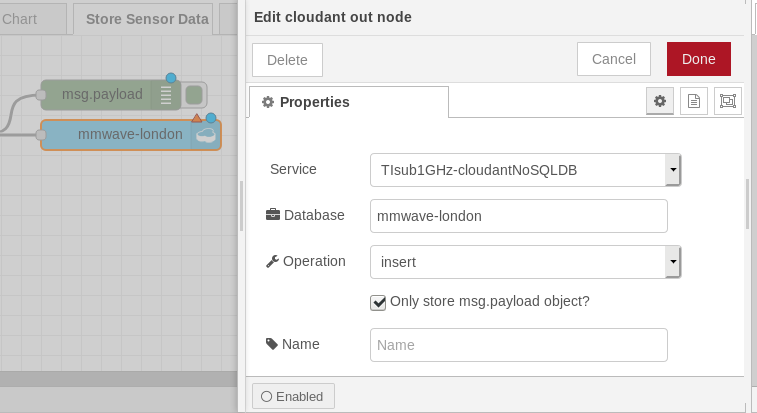 Chart
Store Sensor Data
msg.payload
mmwave-london
Edit cloudant out node
Delete
Cancel
Done
Properties
Service
TIsub1GHz-cloudantNoSQLDB
Database
mmwave-london
Operation
insert
Only store msg.payload object?
Name
Name
Enabled